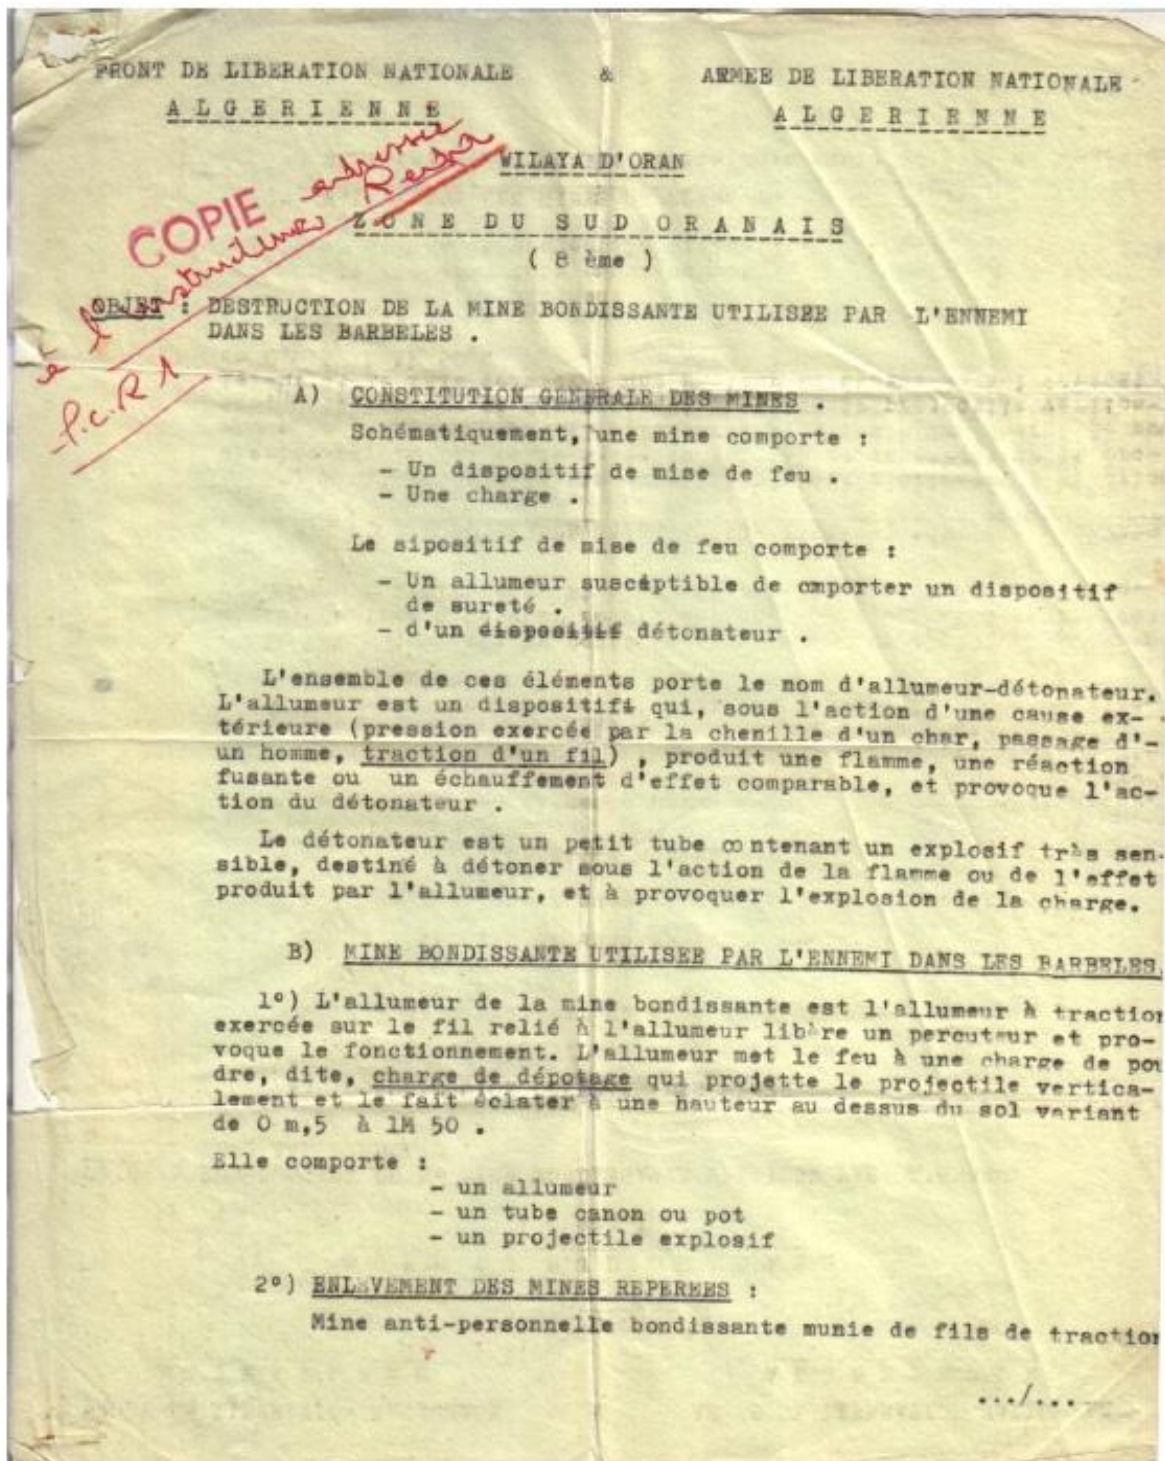 FRONT DE LIBERATION NATIONALE & ARMEE DE LIBERATION NATIONALE
ALGERIENNE ALGERIENNE
WILAYA D'ORAN
COPIE adressée
à l'instructeur Rerdra
P.C.R 1
ZONE DU SUD ORANAIS
( 8 ème )
OBJET : DESTRUCTION DE LA MINE BONDISSANTE UTILISEE PAR L'ENNEMI
DANS LES BARBELES .
A) CONSTITUTION GENERALE DES MINES .
Schématiquement, une mine comporte :
- Un dispositif de mise de feu .
- Une charge .
Le sipositif de mise de feu comporte :
- Un allumeur suscéptible de omporter un dispositif
de sureté .
- d'un dispositif détonateur .
L'ensemble de ces éléments porte le nom d'allumeur-détonateur.
L'allumeur est un dispositifs qui, sous l'action d'une cause ex-
térieure (pression exercée par la chenille d'un char, passage d'-
un homme, traction d'un fil) , produit une flamme, une réaction
fusante ou un échauffement d'effet comparable, et provoque l'ac-
tion du détonateur .
Le détonateur est un petit tube contenant un explosif très sen-
sible, destiné à détoner sous l'action de la flamme ou de l'effet
produit par l'allumeur, et à provoquer l'explosion de la charge.
B) MINE BONDISSANTE UTILISEE PAR L'ENNEMI DANS LES BARBELES.
1°) L'allumeur de la mine bondissante est l'allumeur à traction
exercée sur le fil relié à l'allumeur libère un percuteur et pro-
voque le fonctionnement. L'allumeur met le feu à une charge de pou
dre, dite, charge de dépotage qui projette le projectile vertica-
lement et le fait éclater à une hauteur au dessus du sol variant
de 0 m,5 à 1M 50 .
Elle comporte :
- un allumeur
- un tube canon ou pot
- un projectile explosif
2°) ENLEVEMENT DES MINES REPEREES :
Mine anti-personnelle bondissante munie de fils de traction
.../...